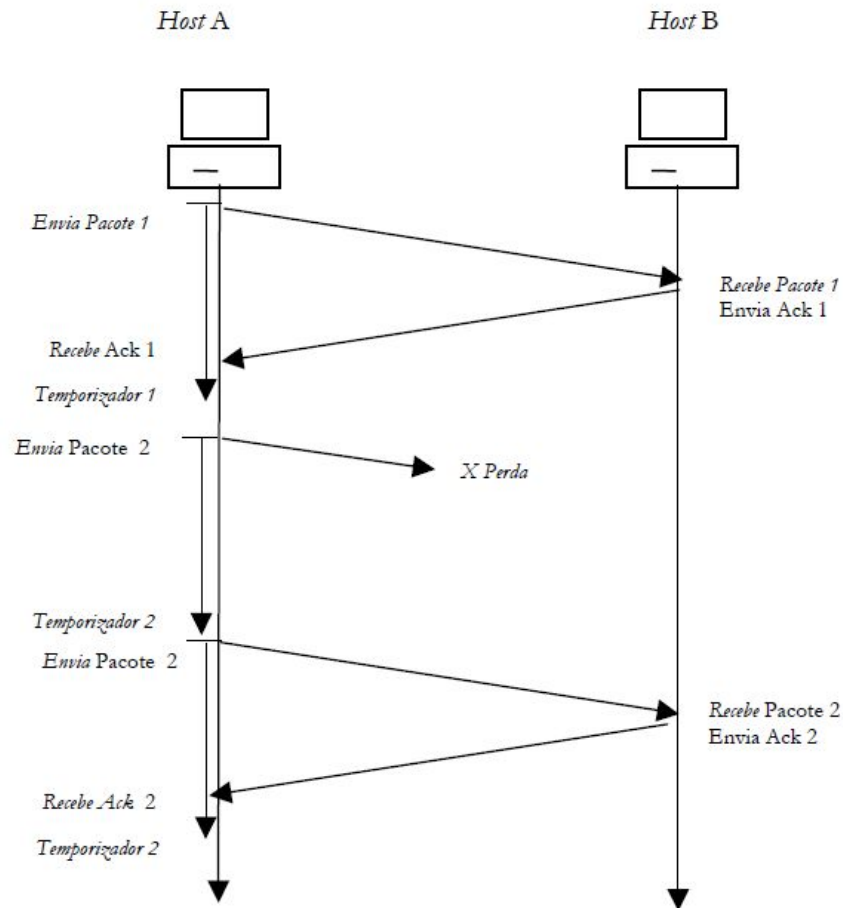 Host A
Host B
Envia Pacote 1
Recebe Pacote 1
Envia Ack 1
Recebe Ack 1
Temporizador 1
Envia Pacote 2
X Perda
Temporizador 2
Envia Pacote 2
Recebe Pacote 2
Envia Ack 2
Recebe Ack 2
Temporizador 2